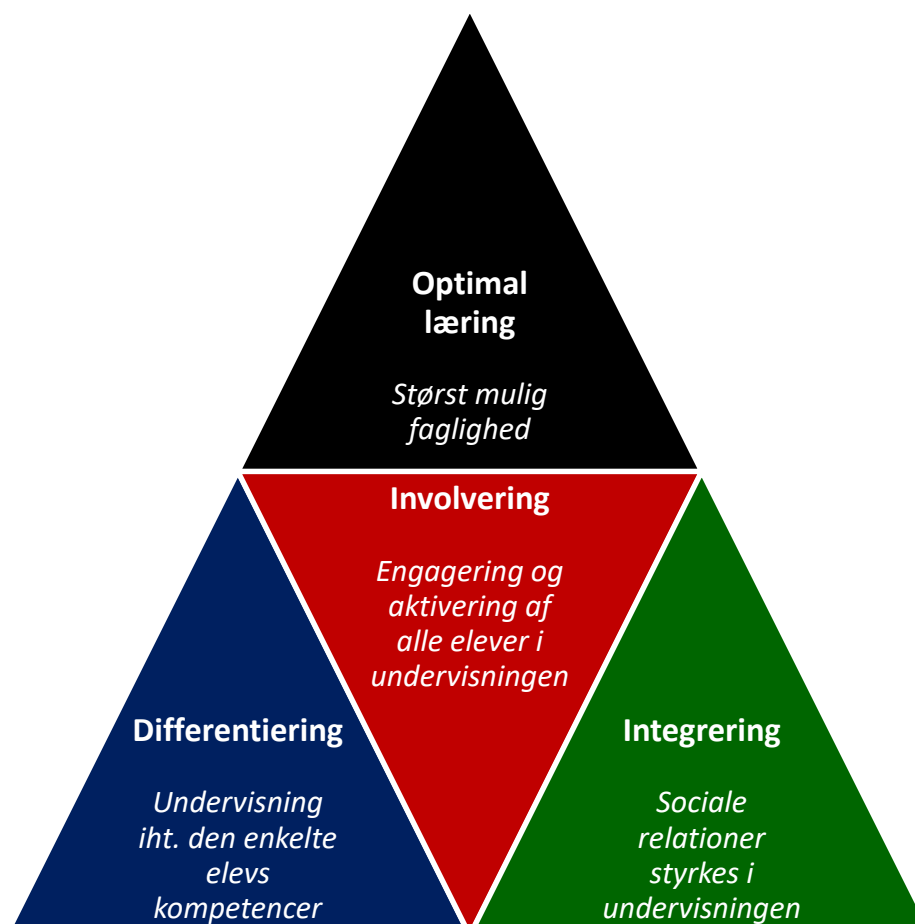 Optimal
læring
Størst mulig
faglighed
Involvering
Engagering og
aktivering af
alle elever i
undervisningen
Differentiering
Undervisning
iht. den enkelte
elevs
kompetencer
Integrering
Sociale
relationer
styrkes i
undervisningen